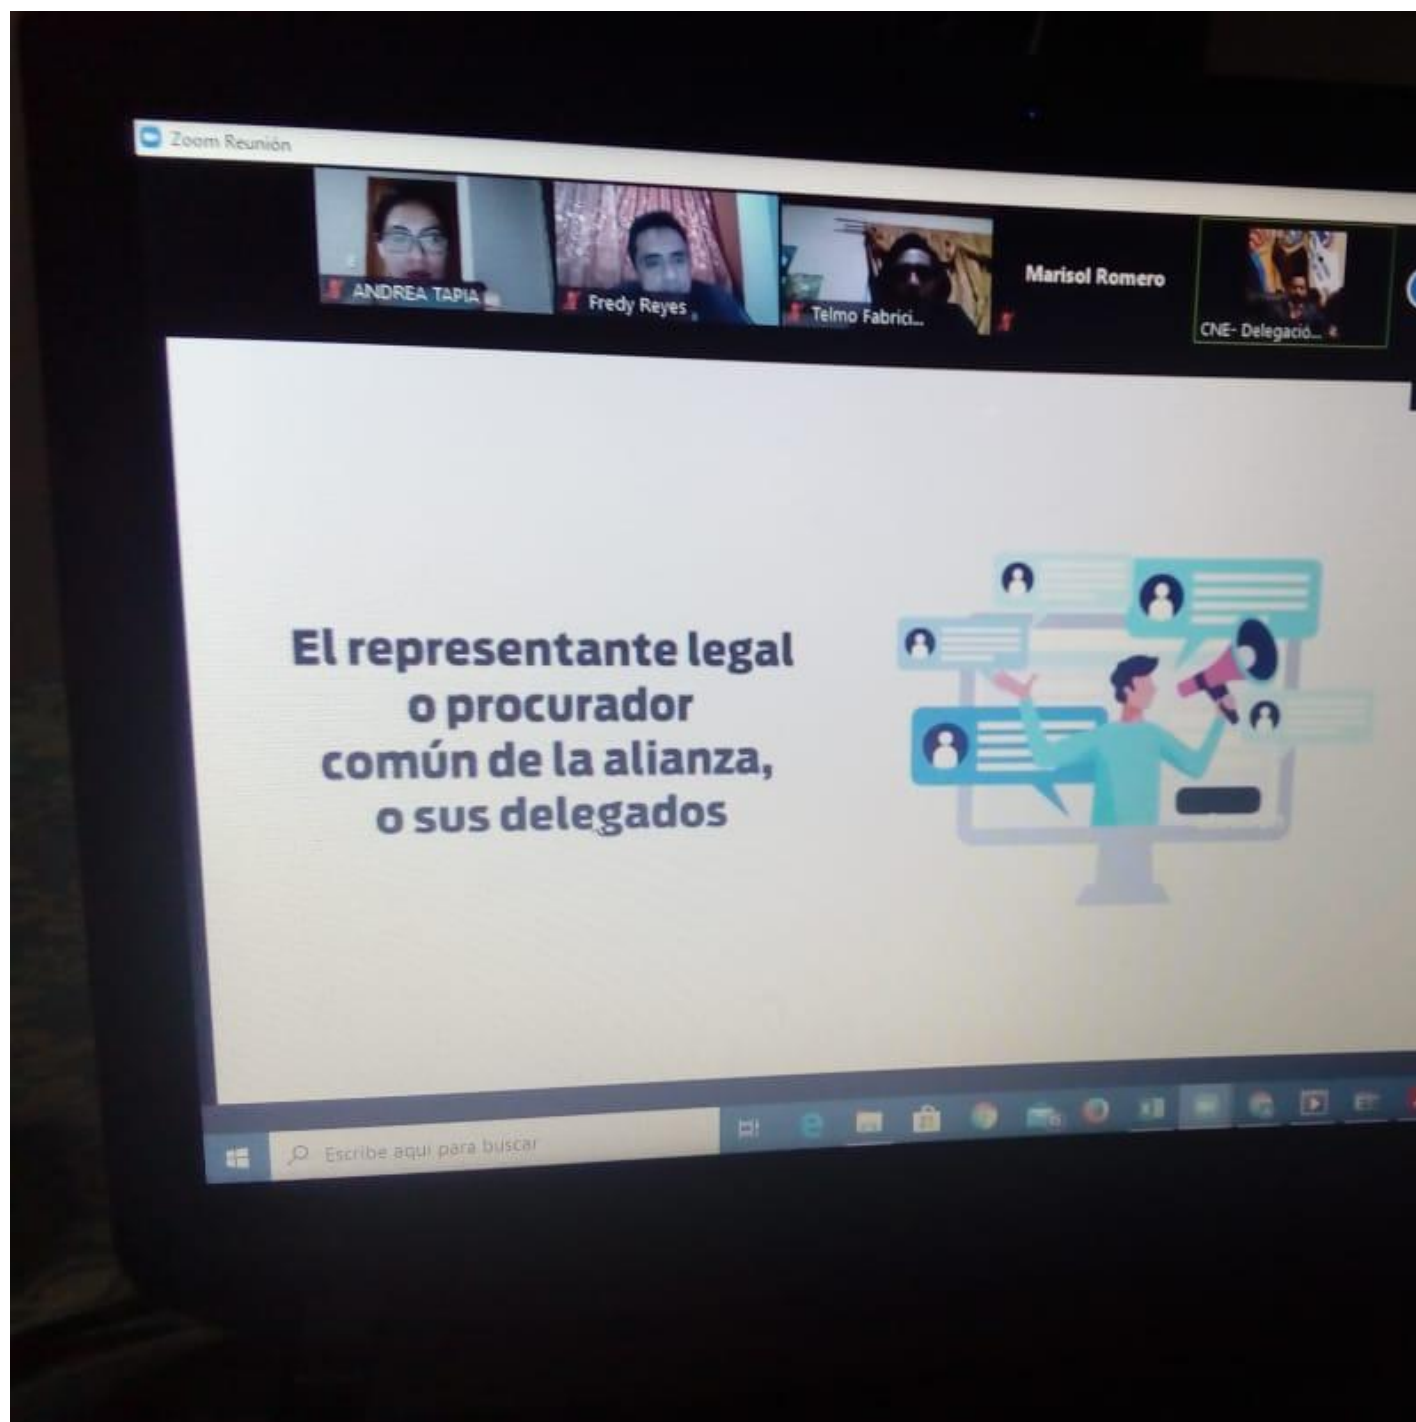 Zoom Reunión
ANDREA TAPIA
Fredy Reyes
Telmo Fabrici...
Marisol Romero
CNE- Delegació...
El representante legal
o procurador
común de la alianza,
o sus delegados
Escribe aquí para buscar